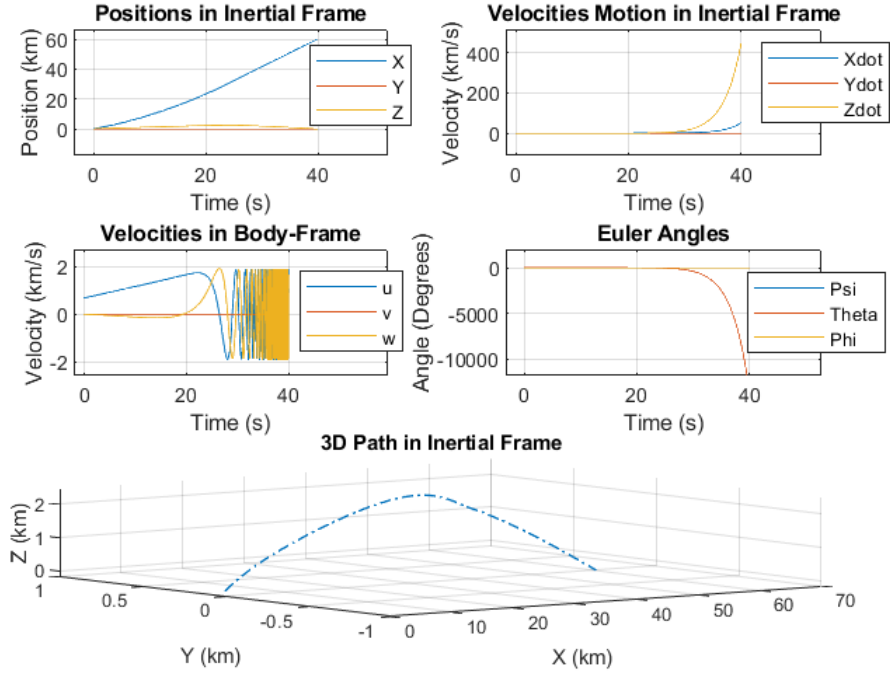 Positions in Inertial Frame
60
40
20
0
Position (km)
X
Y
Z
0
20
40
Time (s)
Velocities Motion in Inertial Frame
400
200
0
Velocity (km/s)
Xdot
Ydot
Zdot
0
20
40
Time (s)
Velocities in Body-Frame
2
0
-2
Velocity (km/s)
u
v
w
0
20
40
Time (s)
Euler Angles
0
-5000
-10000
Angle (Degrees)
Psi
Theta
Phi
0
20
40
Time (s)
3D Path in Inertial Frame
2
1
0
Z (km)
1
0.5
0
-0.5
-1
Y (km)
0
10
20
30
40
50
60
70
X (km)